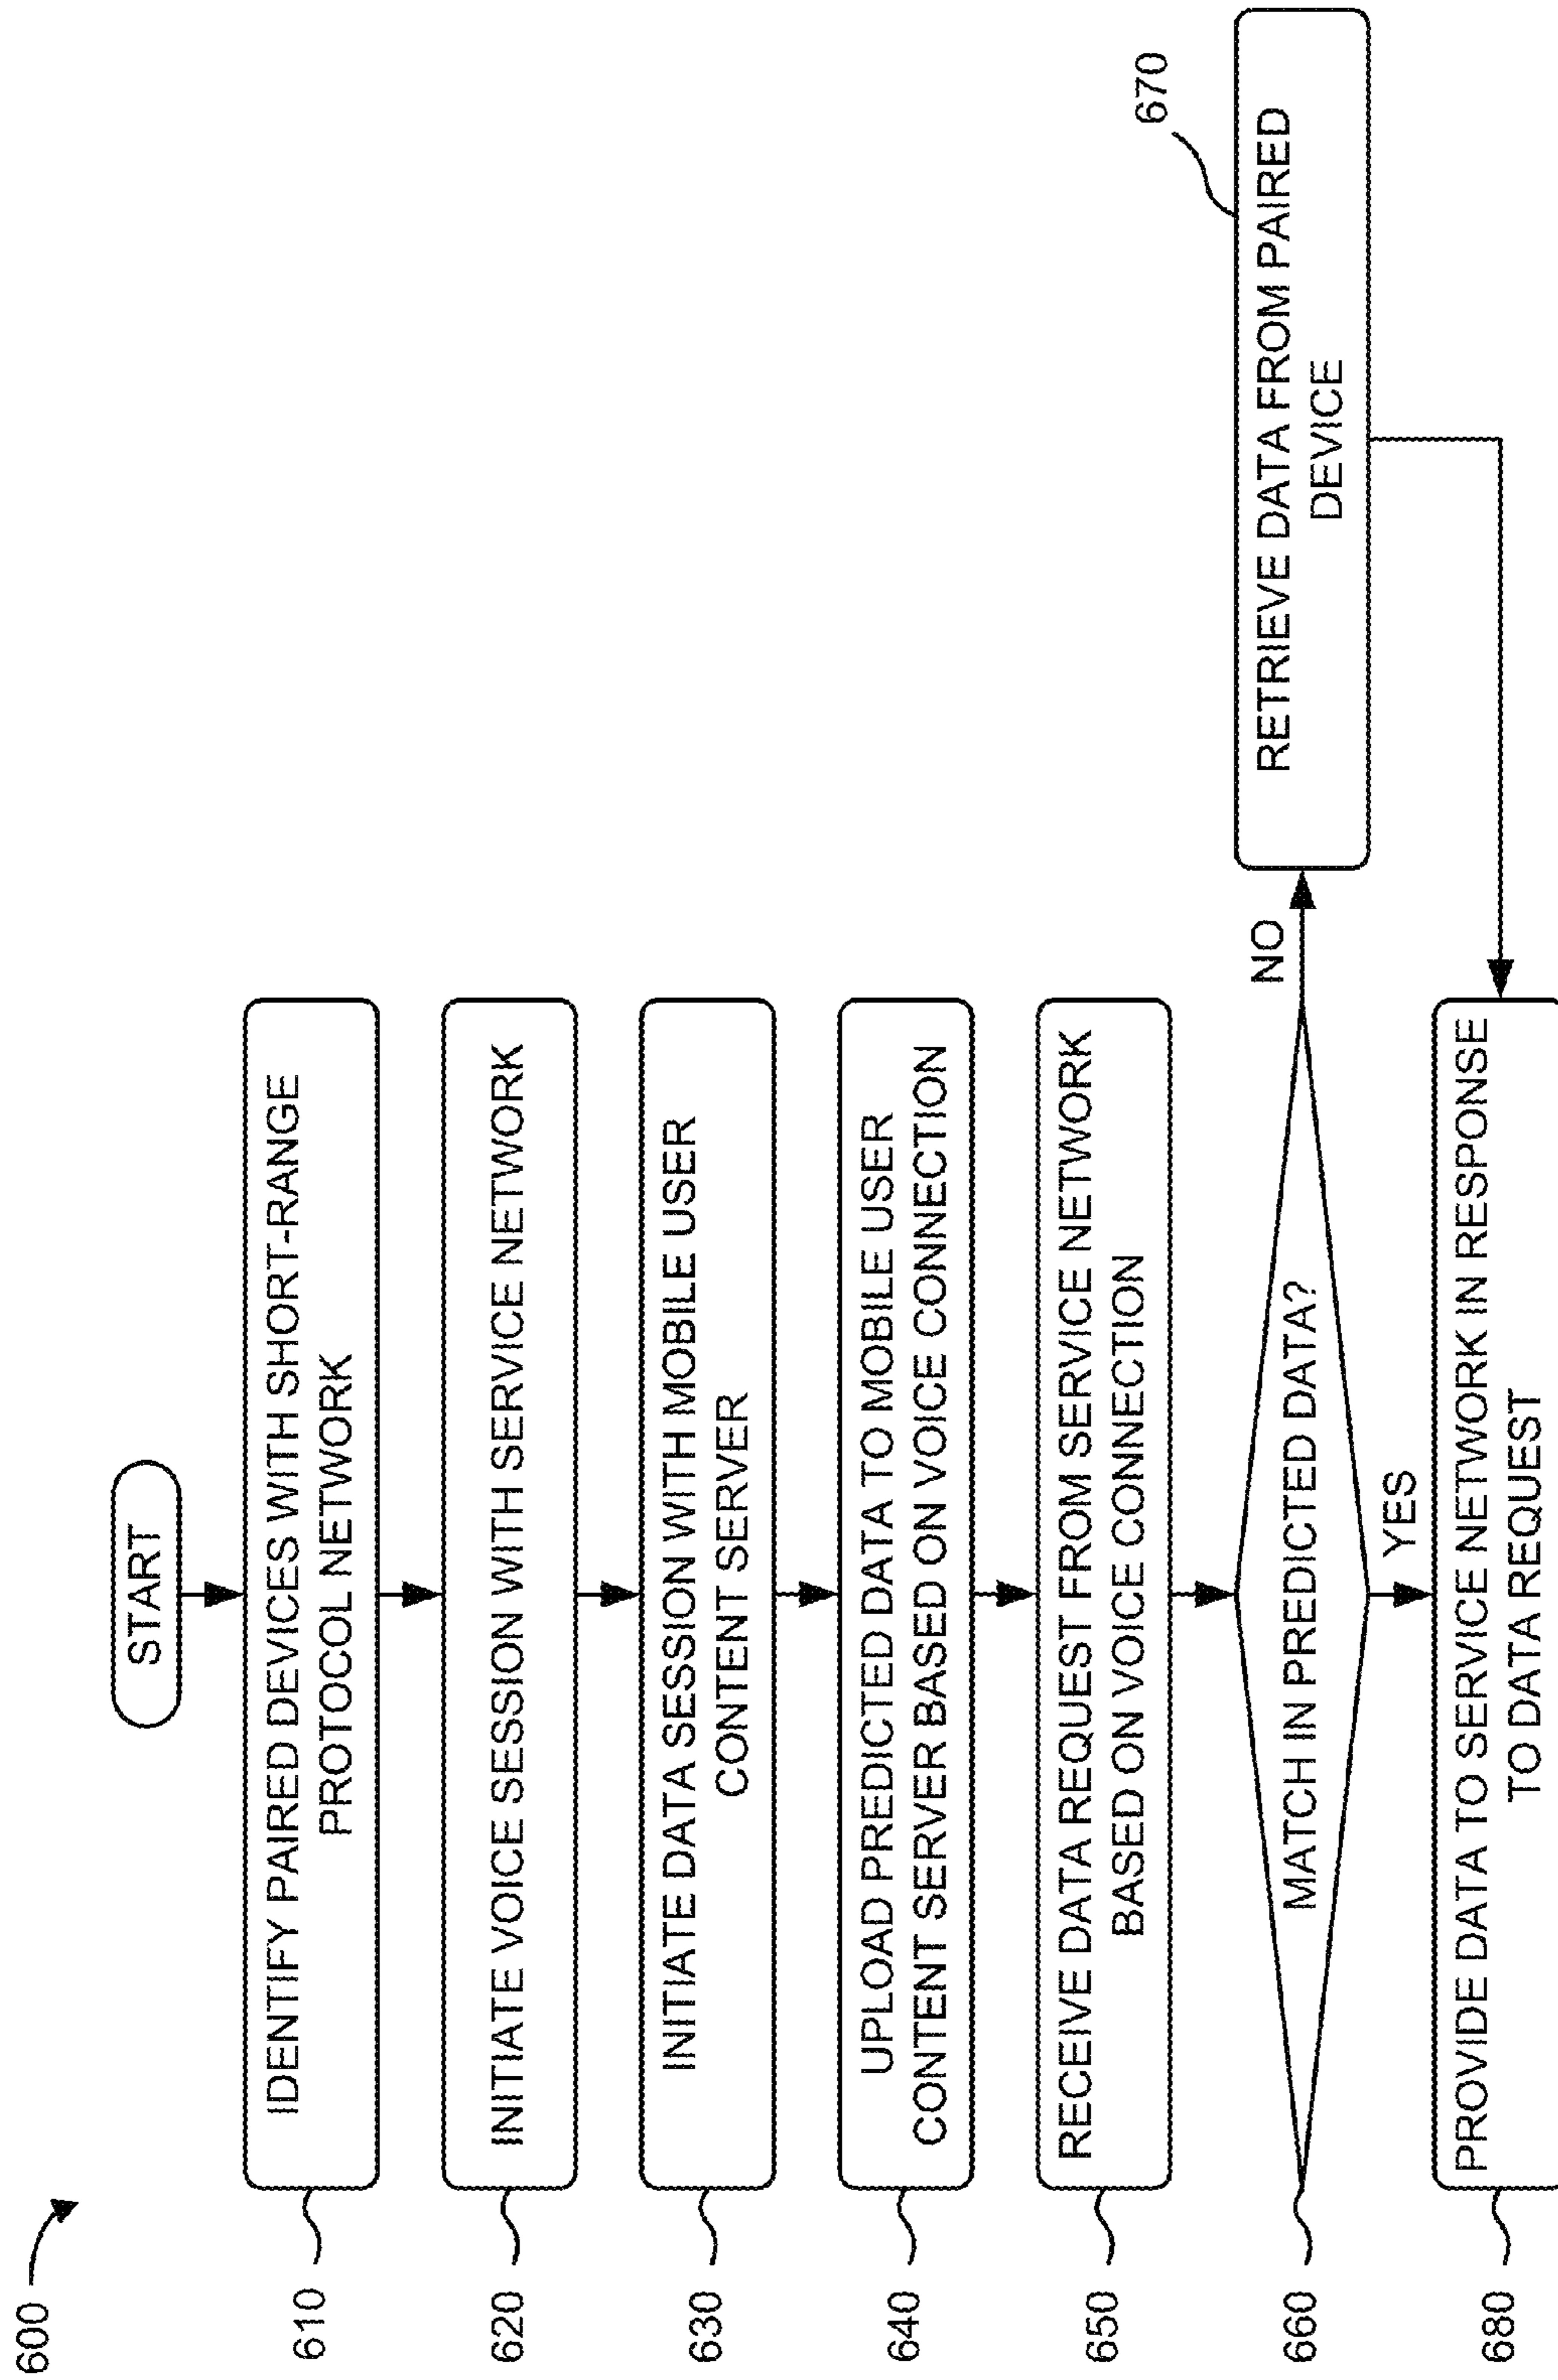 600
START
610
IDENTIFY PAIRED DEVICES WITH SHORT-RANGE
PROTOCOL NETWORK
620
INITIATE VOICE SESSION WITH SERVICE NETWORK
630
INITIATE DATA SESSION WITH MOBILE USER
CONTENT SERVER
640
UPLOAD PREDICTED DATA TO MOBILE USER
CONTENT SERVER BASED ON VOICE CONNECTION
650
RECEIVE DATA REQUEST FROM SERVICE NETWORK
BASED ON VOICE CONNECTION
660
MATCH IN PREDICTED DATA?
NO
670
RETRIEVE DATA FROM PAIRED
DEVICE
YES
680
PROVIDE DATA TO SERVICE NETWORK IN RESPONSE
TO DATA REQUEST